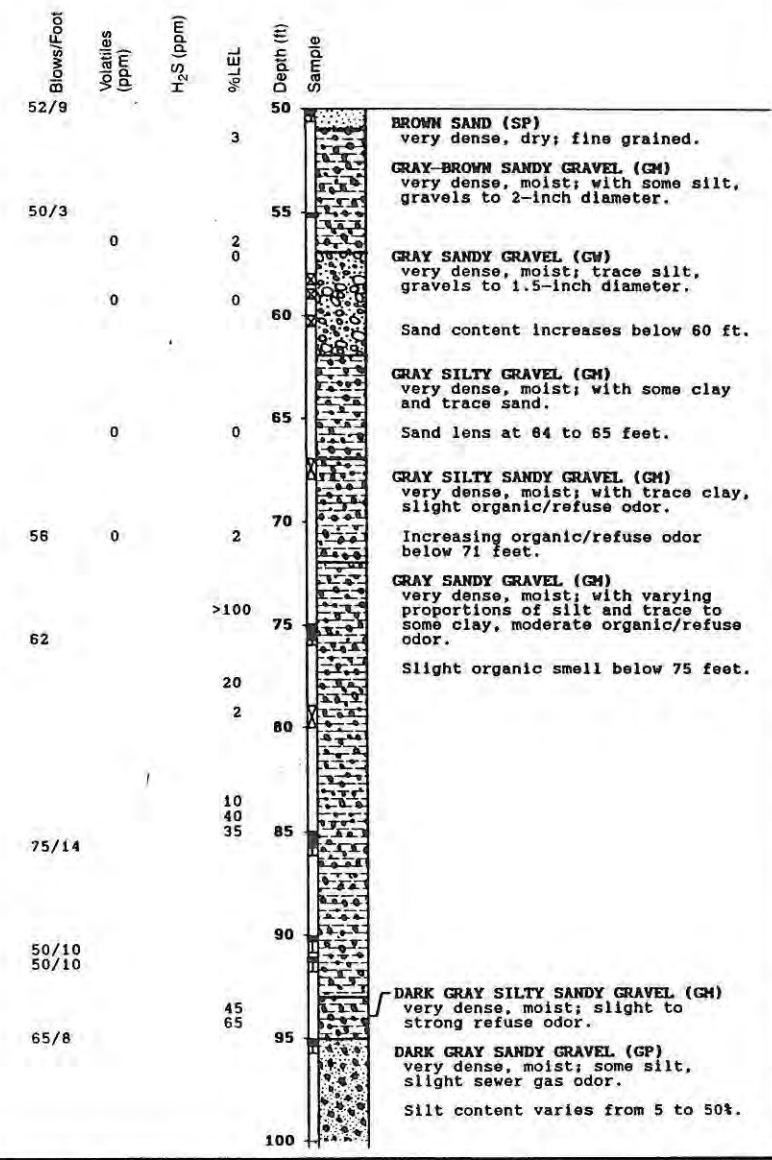 Blows/Foot
Volatiles (ppm)
H₂S (ppm)
%LEL
Depth (ft)
Sample
52/9 50
BROWN SAND (SP)
3 very dense, dry; fine grained.
GRAY-BROWN SANDY GRAVEL (GM)
very dense, moist; with some silt,
gravels to 2-inch diameter.
50/3 55
0 2
0
GRAY SANDY GRAVEL (GW)
very dense, moist; trace silt,
gravels to 1.5-inch diameter.
0 0
60
Sand content increases below 60 ft.
GRAY SILTY GRAVEL (GM)
very dense, moist; with some clay
and trace sand.
65
0 0 Sand lens at 64 to 65 feet.
GRAY SILTY SANDY GRAVEL (GM)
very dense, moist; with trace clay,
slight organic/refuse odor.
70
56 0 2 Increasing organic/refuse odor
below 71 feet.
GRAY SANDY GRAVEL (GM)
very dense, moist; with varying
>100 proportions of silt and trace to
75 some clay, moderate organic/refuse
62 odor.
Slight organic smell below 75 feet.
20
2
80
10
40
35 85
75/14
90
50/10
50/10
DARK GRAY SILTY SANDY GRAVEL (GM)
45 very dense, moist; slight to
65 strong refuse odor.
65/8 95
DARK GRAY SANDY GRAVEL (GP)
very dense, moist; some silt,
slight sewer gas odor.
Silt content varies from 5 to 50%.
100